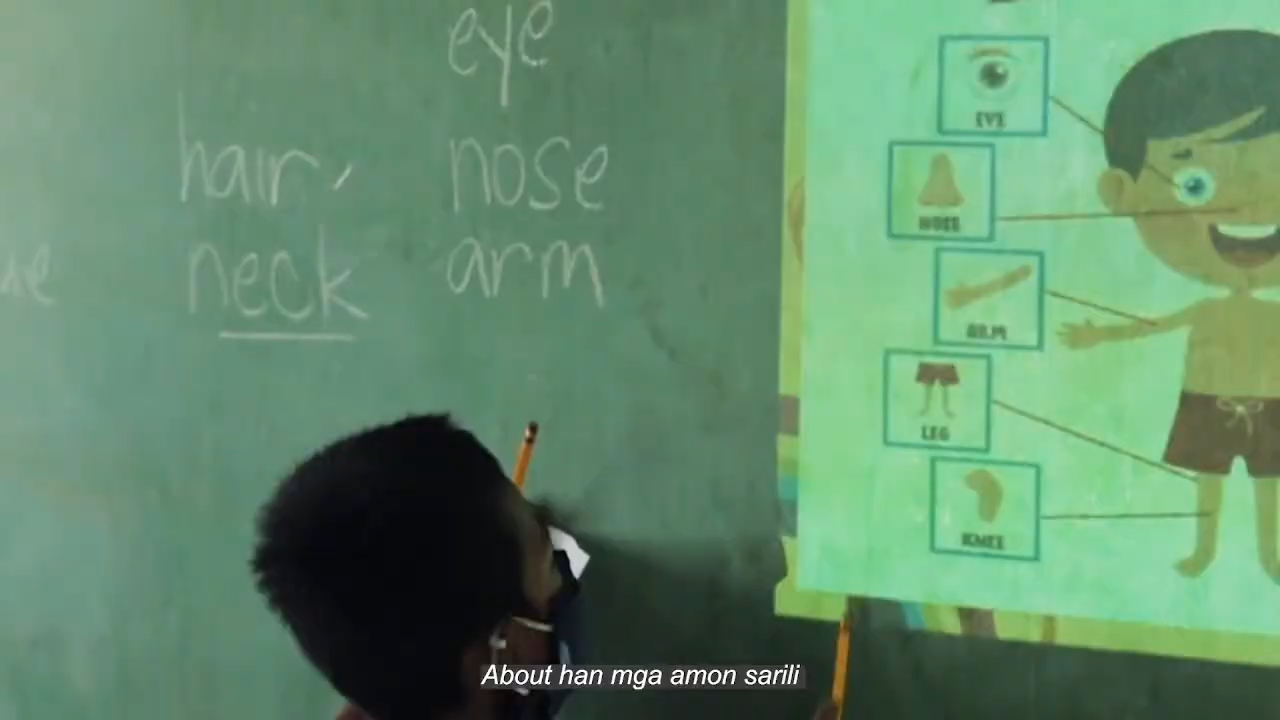 eye
hair,
nose
neck
arm
EYE
NOSE
ARM
LEG
KNEE
About han mga amon sarili